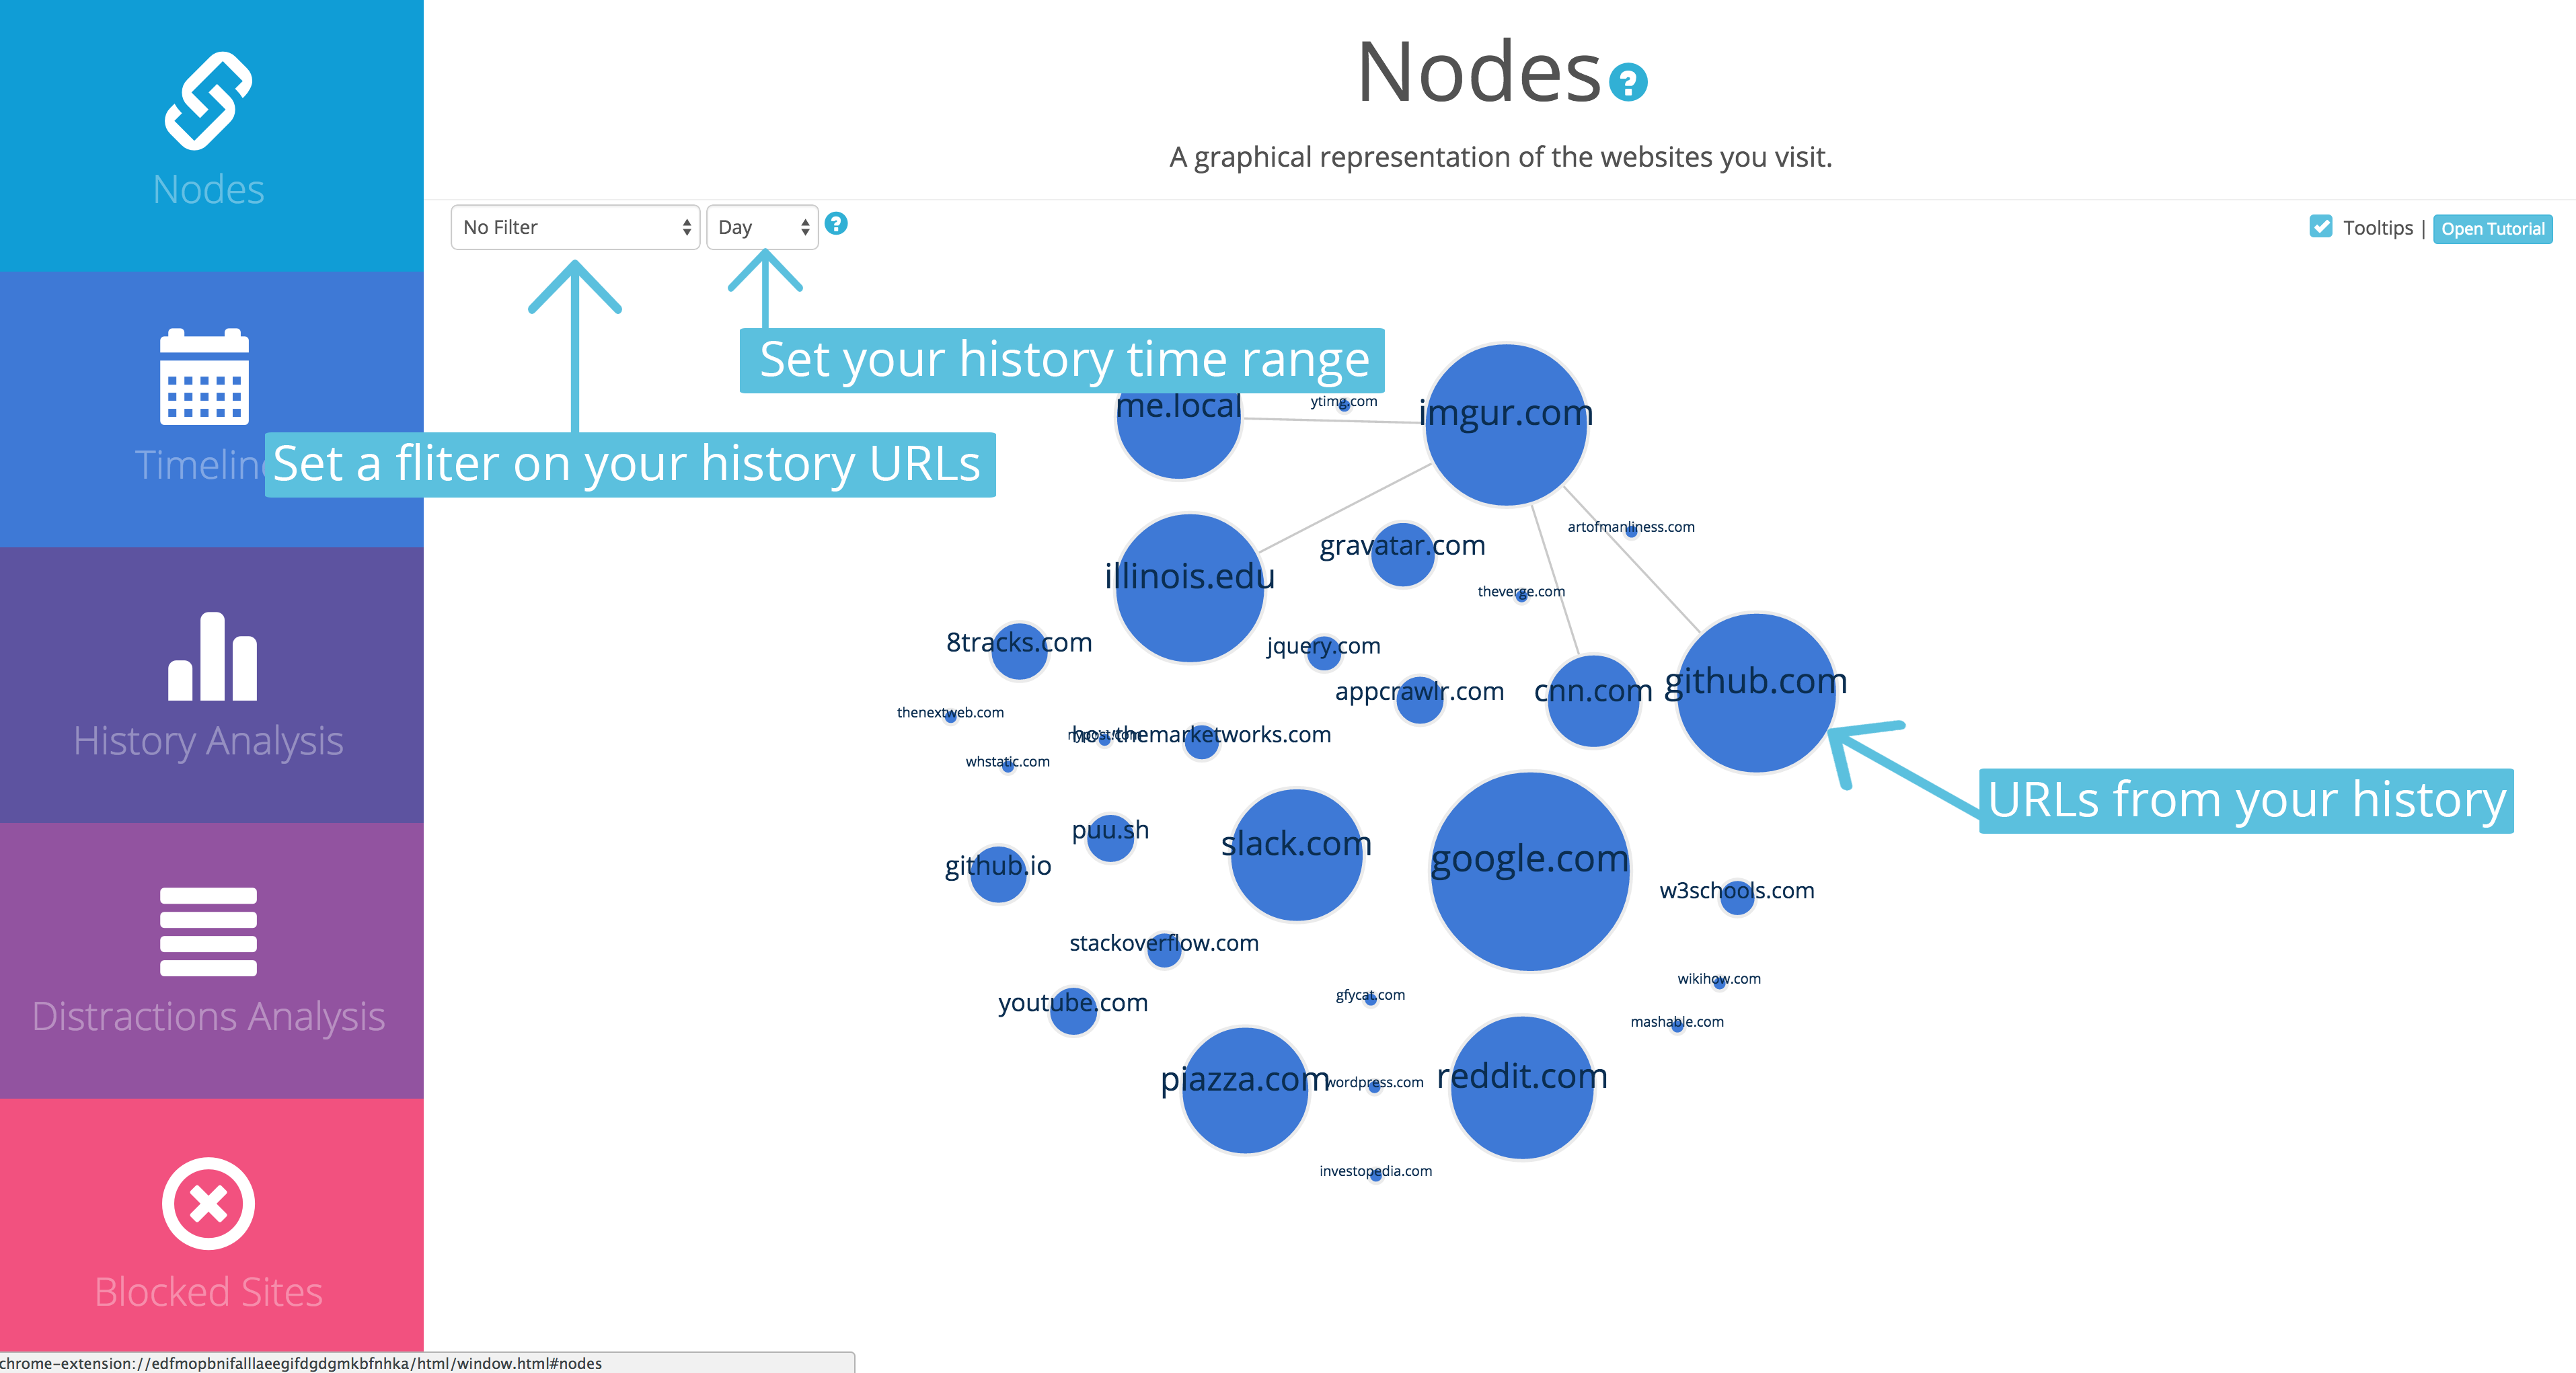 Nodes
Timeline
History Analysis
Distractions Analysis
Blocked Sites
Nodes ?
A graphical representation of the websites you visit.
No Filter
Day
?
Tooltips | Open Tutorial
Set your history time range
Set a fliter on your history URLs
me.local
ytimg.com
imgur.com
artofmanliness.com
gravatar.com
illinois.edu
theverge.com
8tracks.com
jquery.com
appcrawlr.com
cnn.com
github.com
thenextweb.com
nypost.com
howthemarketworks.com
whstatic.com
URLs from your history
puu.sh
slack.com
google.com
github.io
w3schools.com
stackoverflow.com
wikihow.com
gfycat.com
youtube.com
mashable.com
piazza.com
wordpress.com
reddit.com
investopedia.com
chrome-extension://edfmopbnifalllaeegifdgdgmkbfnhka/html/window.html#nodes